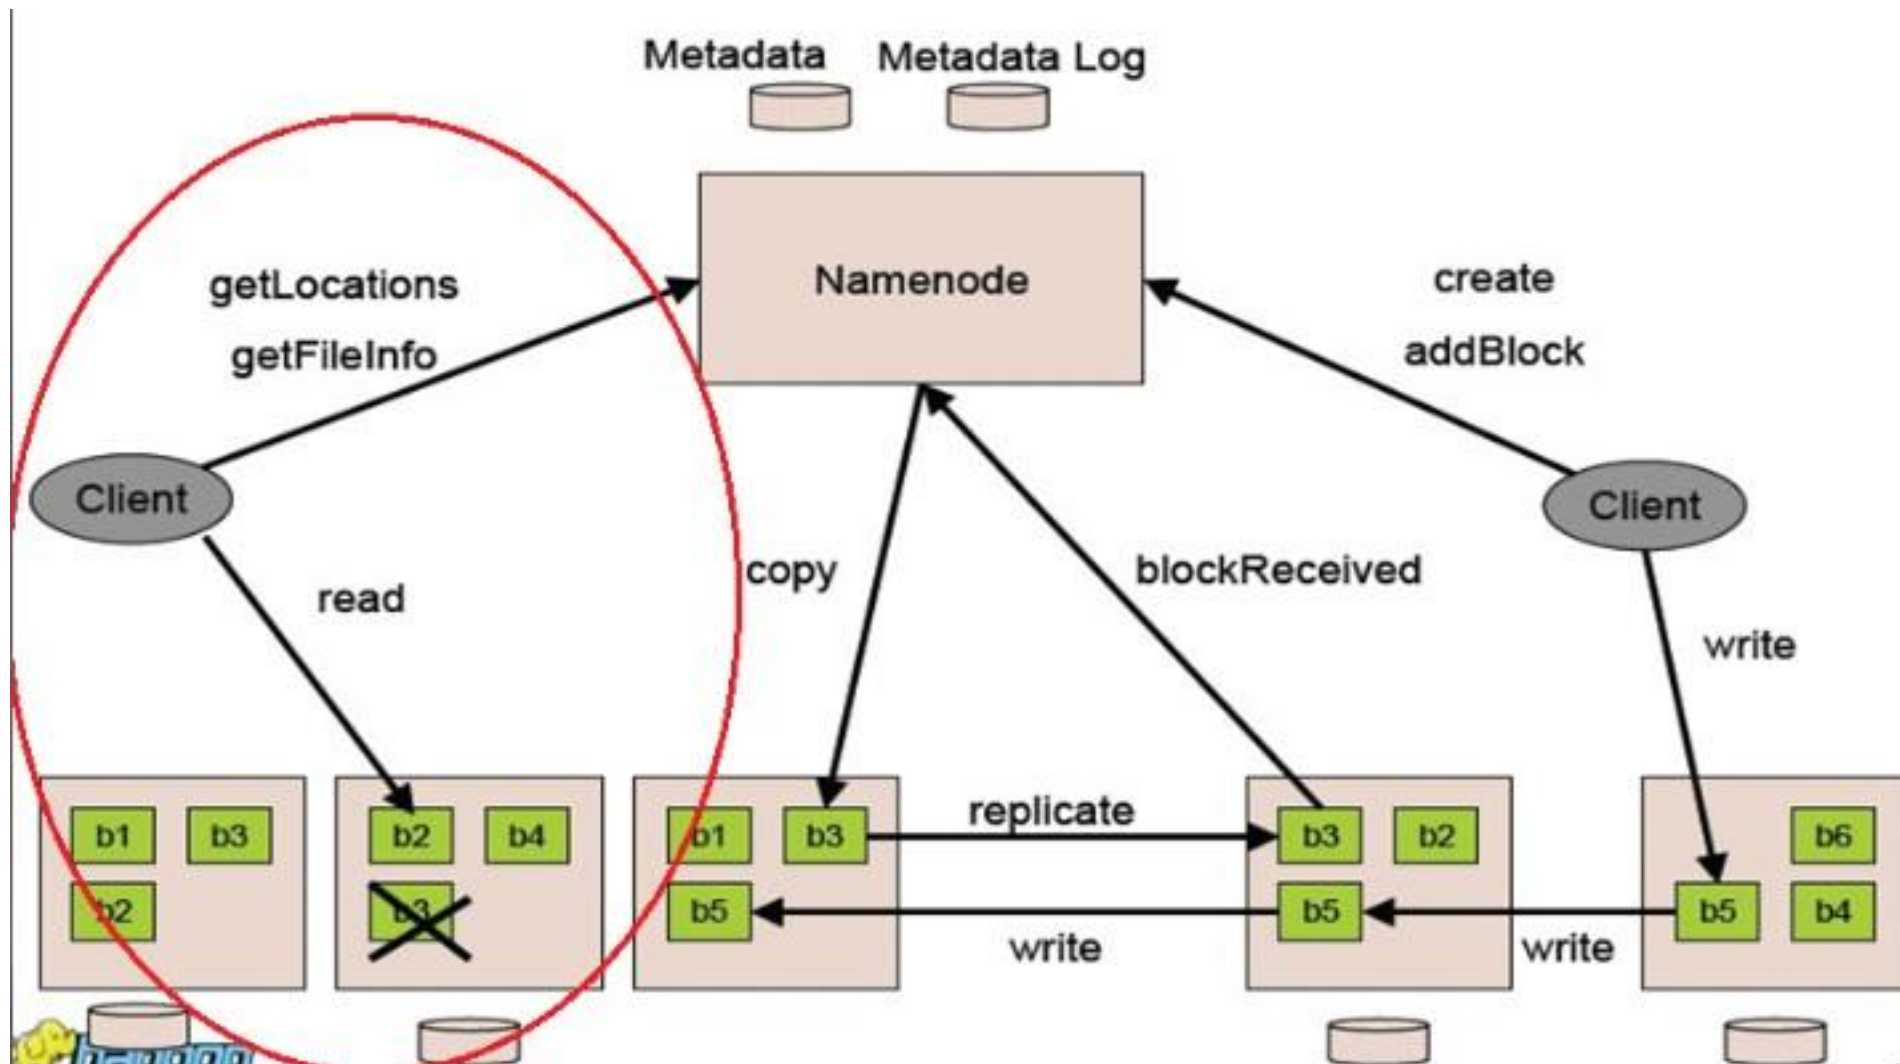 Metadata
Metadata Log
Namenode
getLocations
getFileInfo
create
addBlock
Client
Client
read
copy
blockReceived
write
b1
b3
b2
b2
b4
b3
b1
b3
b5
replicate
write
b3
b2
b5
write
b6
b5
b4